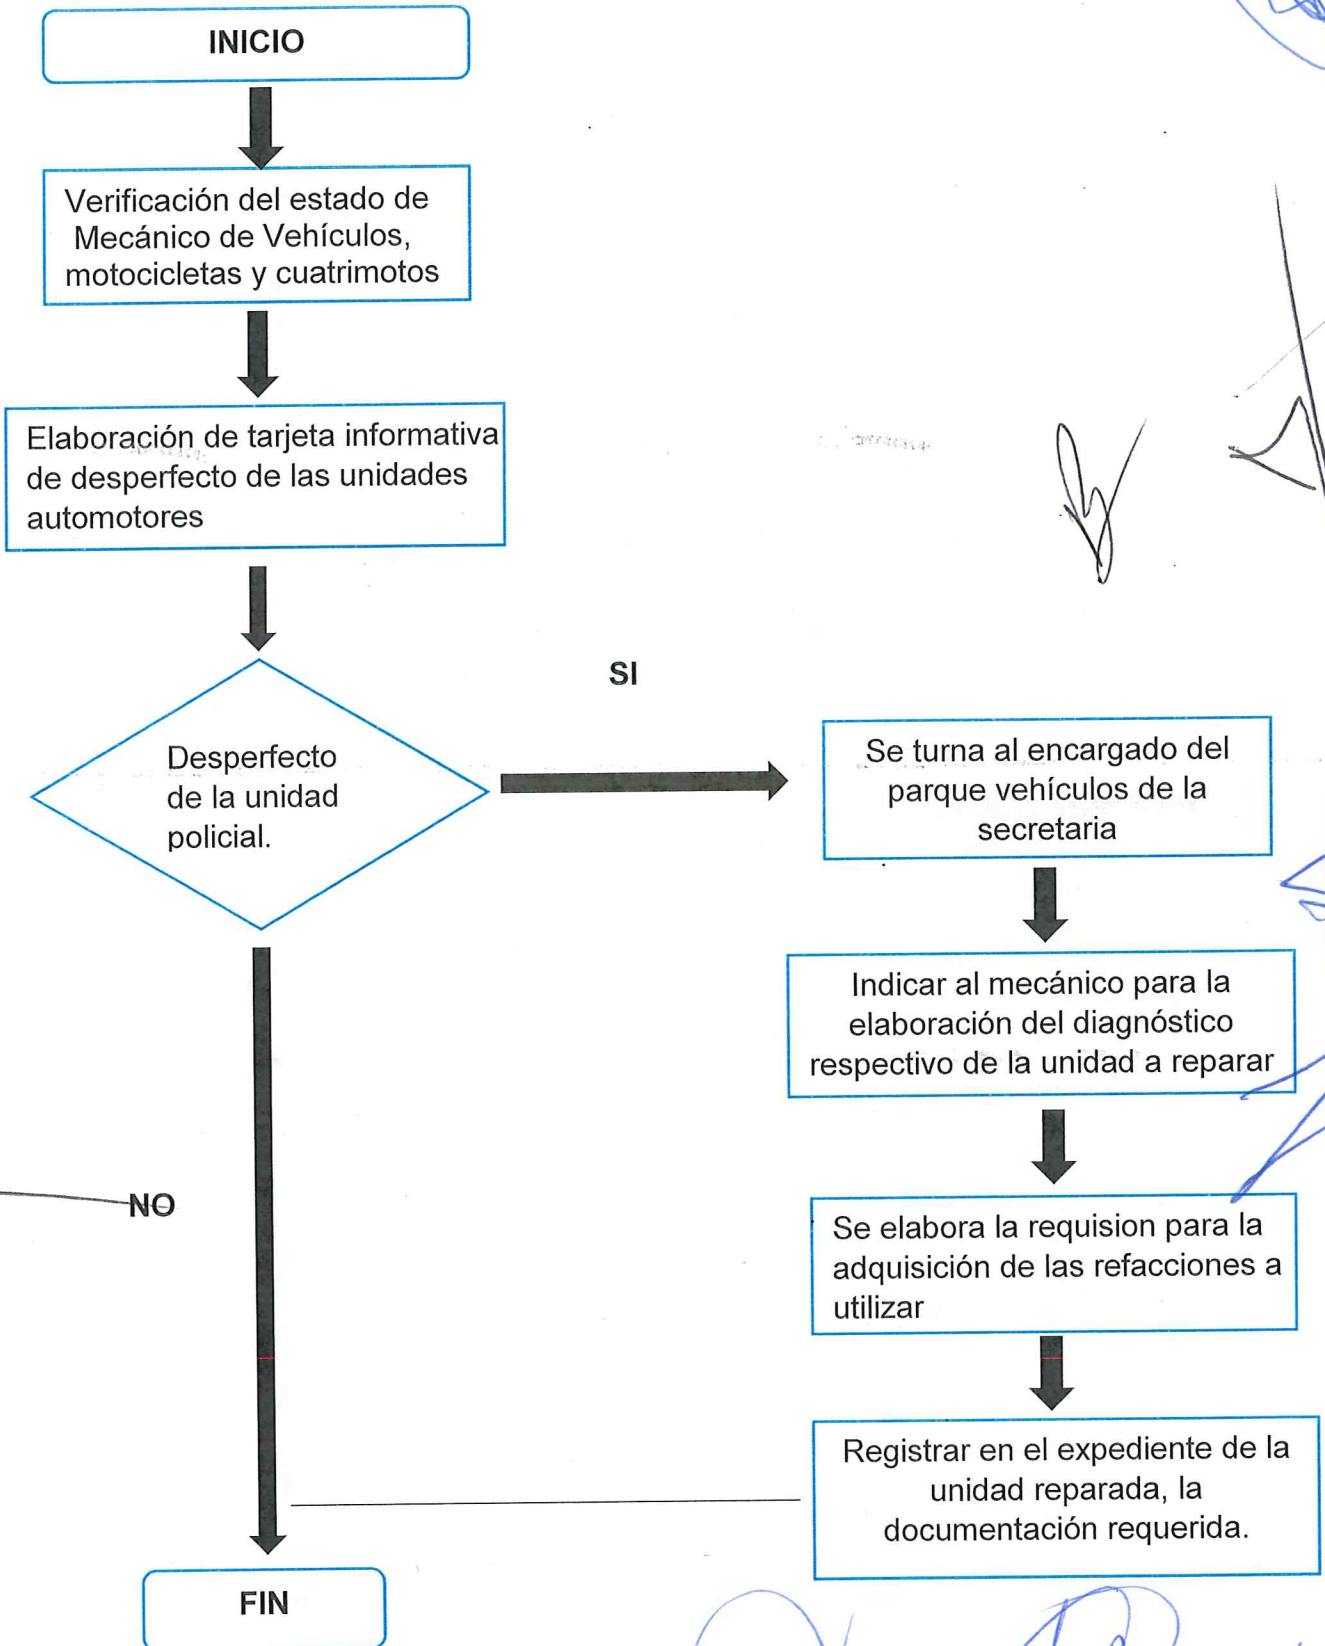 INICIO
Verificación del estado de
Mecánico de Vehículos,
motocicletas y cuatrimotos
Elaboración de tarjeta informativa
de desperfecto de las unidades
automotores
SI
Desperfecto
de la unidad
policial.
Se turna al encargado del
parque vehículos de la
secretaria
Indicar al mecánico para la
elaboración del diagnóstico
respectivo de la unidad a reparar
NO
Se elabora la requision para la
adquisición de las refacciones a
utilizar
Registrar en el expediente de la
unidad reparada, la
documentación requerida.
FIN